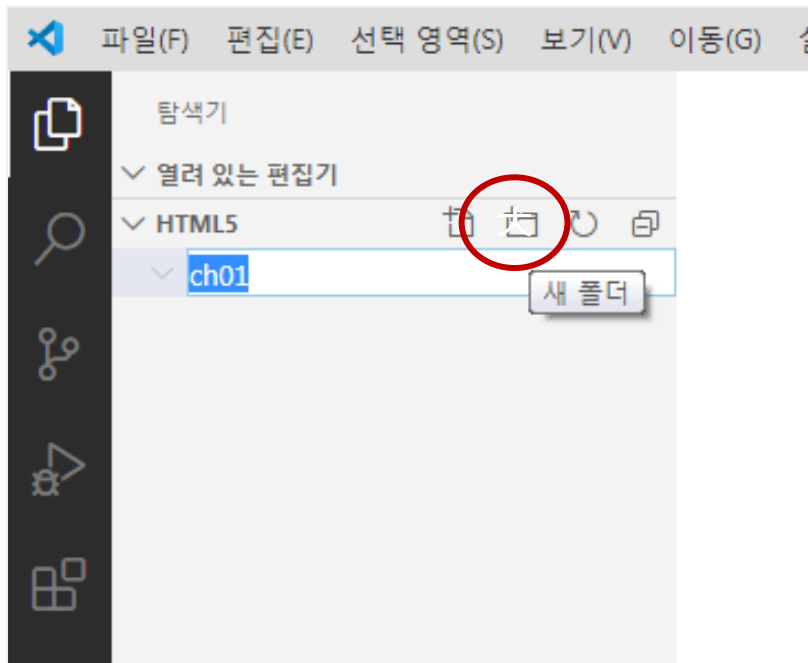 파일(F) 편집(E) 선택 영역(S) 보기(V) 이동(G)
탐색기
열려 있는 편집기
HTML5
ch01
새 폴더